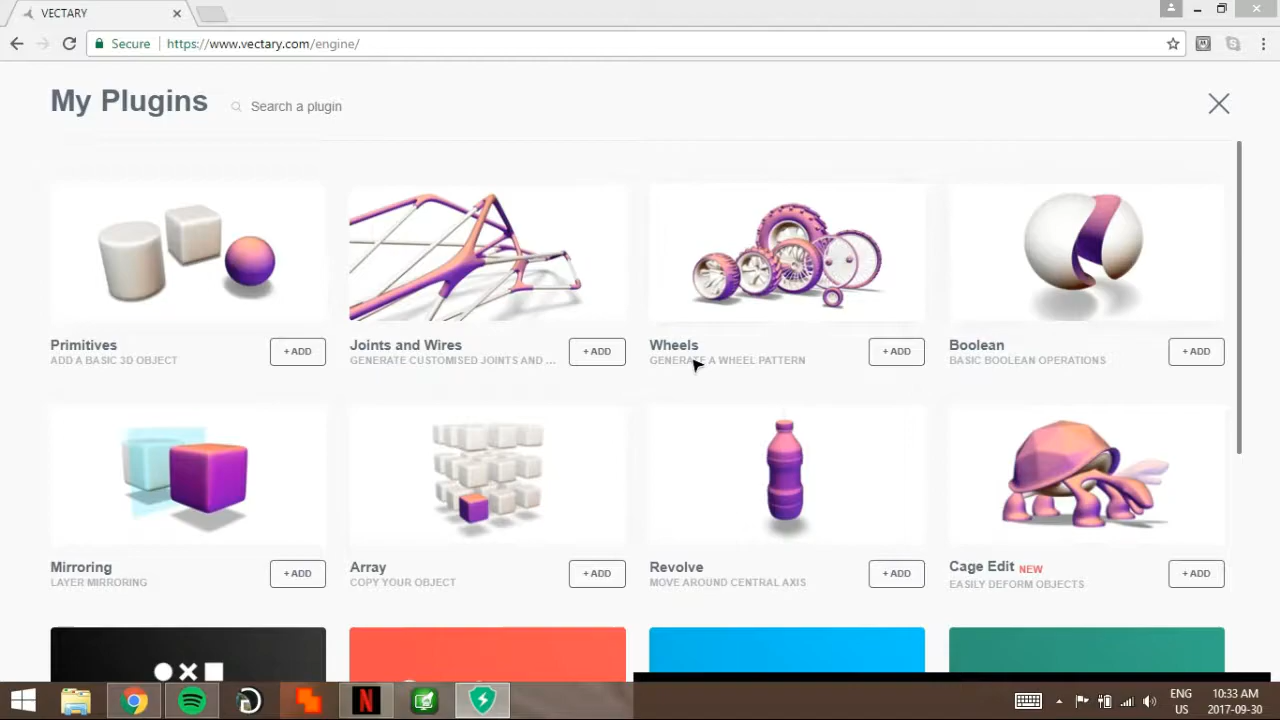 VECTARY
Secure https://www.vectary.com/engine/
My Plugins
Search a plugin
Primitives
ADD A BASIC 3D OBJECT
+ ADD
Joints and Wires
GENERATE CUSTOMISED JOINTS AND ...
+ ADD
Wheels
GENERATE A WHEEL PATTERN
+ ADD
Boolean
BASIC BOOLEAN OPERATIONS
+ ADD
Mirroring
LAYER MIRRORING
+ ADD
Array
COPY YOUR OBJECT
+ ADD
Revolve
MOVE AROUND CENTRAL AXIS
+ ADD
Cage Edit NEW
EASILY DEFORM OBJECTS
+ ADD
N
ENG
US
10:33 AM
2017-09-30